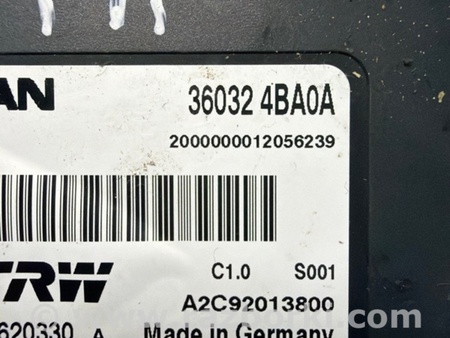 AN
36032 4BA0A
2000000012056239
TRW
C1.0 S001
A2C92013800
620330 A
Made in Germany